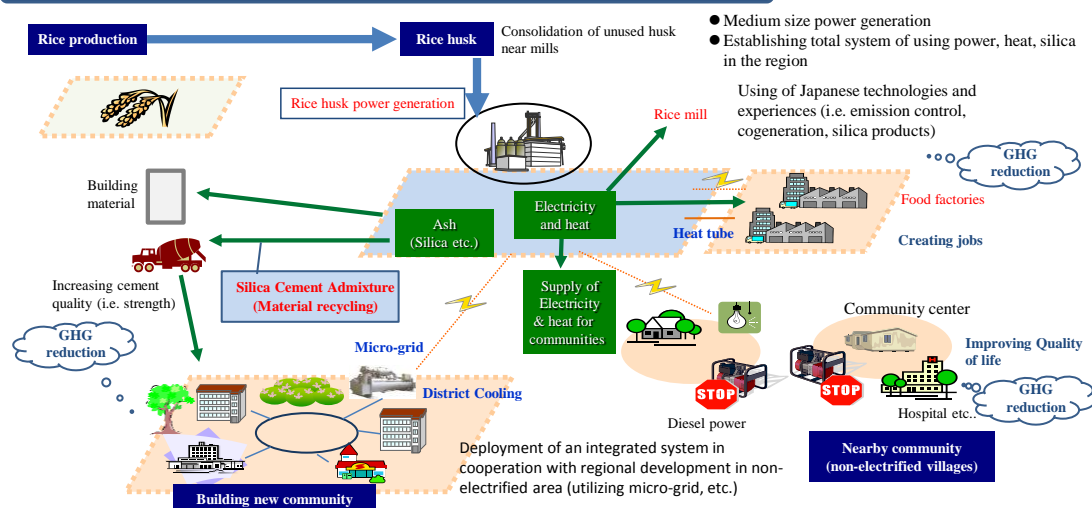 Rice production
Rice husk
Consolidation of unused husk
near mills
● Medium size power generation
● Establishing total system of using power, heat, silica
in the region
Using of Japanese technologies and
experiences (i.e. emission control,
cogeneration, silica products)
Rice husk power generation
Rice mill
GHG
reduction
Building
material
Ash
(Silica etc.)
Electricity
and heat
Heat tube
Food factories
Creating jobs
Increasing cement
quality (i.e. strength)
Silica Cement Admixture
(Material recycling)
Supply of
Electricity
& heat for
communities
Community center
GHG
reduction
Micro-grid
District Cooling
Improving Quality
of life
STOP
STOP
Diesel power
Hospital etc..
GHG
reduction
Deployment of an integrated system in
cooperation with regional development in non-
electrified area (utilizing micro-grid, etc.)
Nearby community
(non-electrified villages)
Building new community